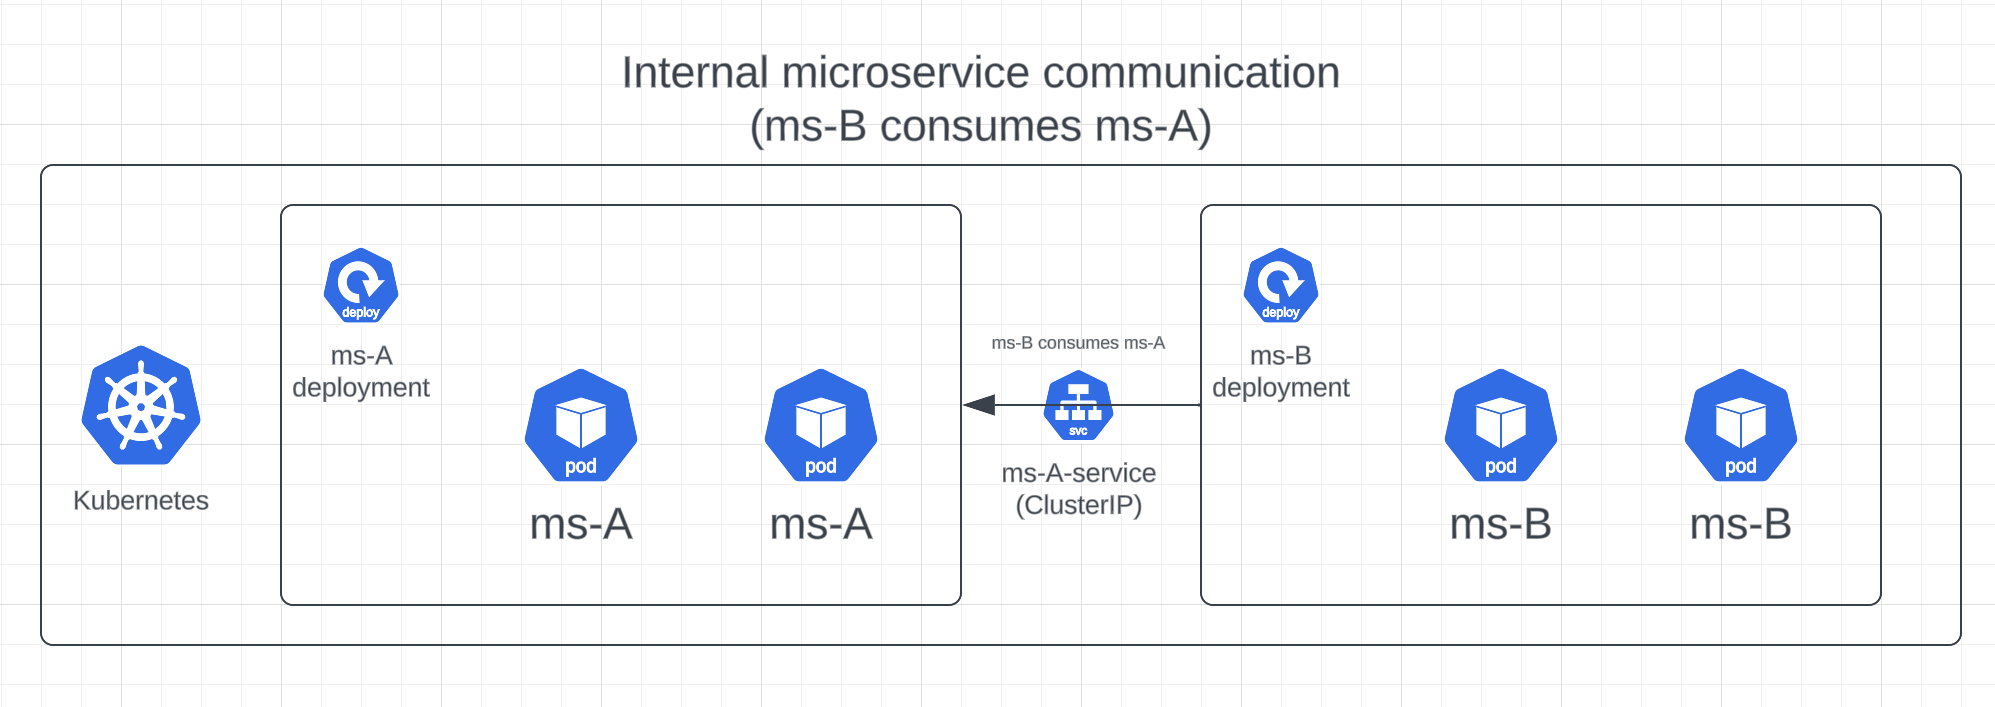 Internal microservice communication
(ms-B consumes ms-A)
Kubernetes
deploy
ms-A
deployment
pod
ms-A
pod
ms-A
ms-B consumes ms-A
svc
ms-A-service
(ClusterIP)
deploy
ms-B
deployment
pod
ms-B
pod
ms-B